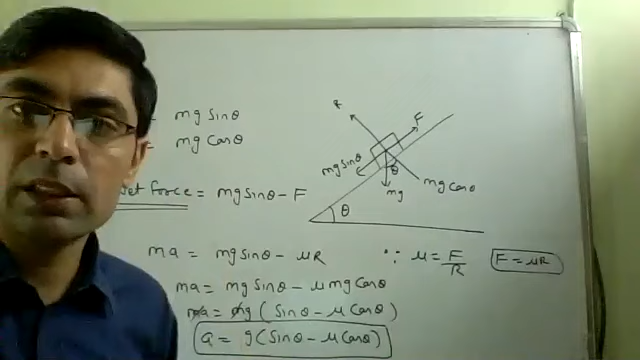 mg Sinθ
mg Cosθ
R
F
mg Sinθ
θ
mg
mg Cosθ
θ
Net force = mg Sinθ - F
ma = mg Sinθ - μR
∵ μ = F/R
F = μR
ma = mg Sinθ - μ mg Cosθ
ma = mg ( Sinθ - μ Cosθ )
a = g (Sinθ - μ Cosθ)